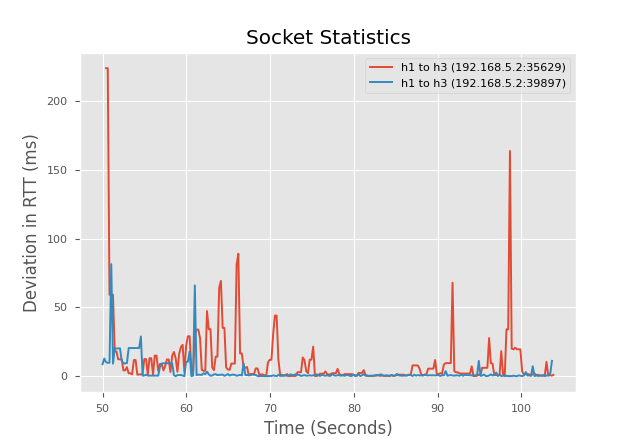 Socket Statistics
h1 to h3 (192.168.5.2:35629)
h1 to h3 (192.168.5.2:39897)
Deviation in RTT (ms)
200
150
100
50
0
50 60 70 80 90 100
Time (Seconds)